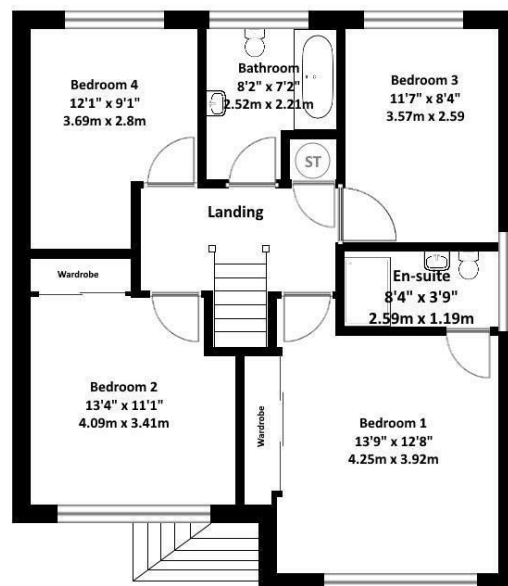 Bedroom 4
12'1" x 9'1"
3.69m x 2.8m
Bathroom
8'2" x 7'2"
2.52m x 2.21m
Bedroom 3
11'7" x 8'4"
3.57m x 2.59
ST
Landing
Wardrobe
En-suite
8'4" x 3'9"
2.59m x 1.19m
Bedroom 2
13'4" x 11'1"
4.09m x 3.41m
Wardrobe
Bedroom 1
13'9" x 12'8"
4.25m x 3.92m